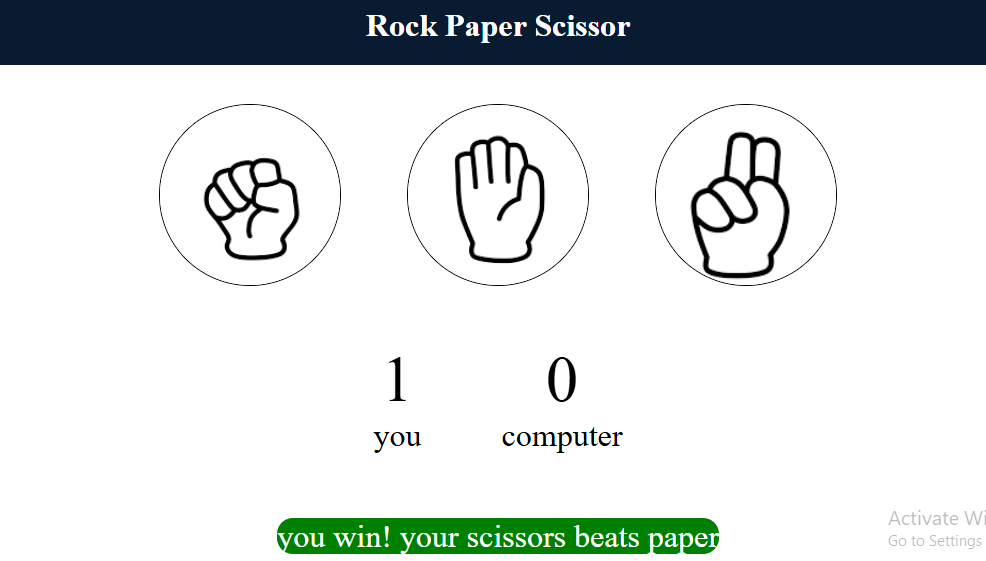 Rock Paper Scissor
1 0
you computer
you win! your scissors beats paper
Activate Wi
Go to Settings